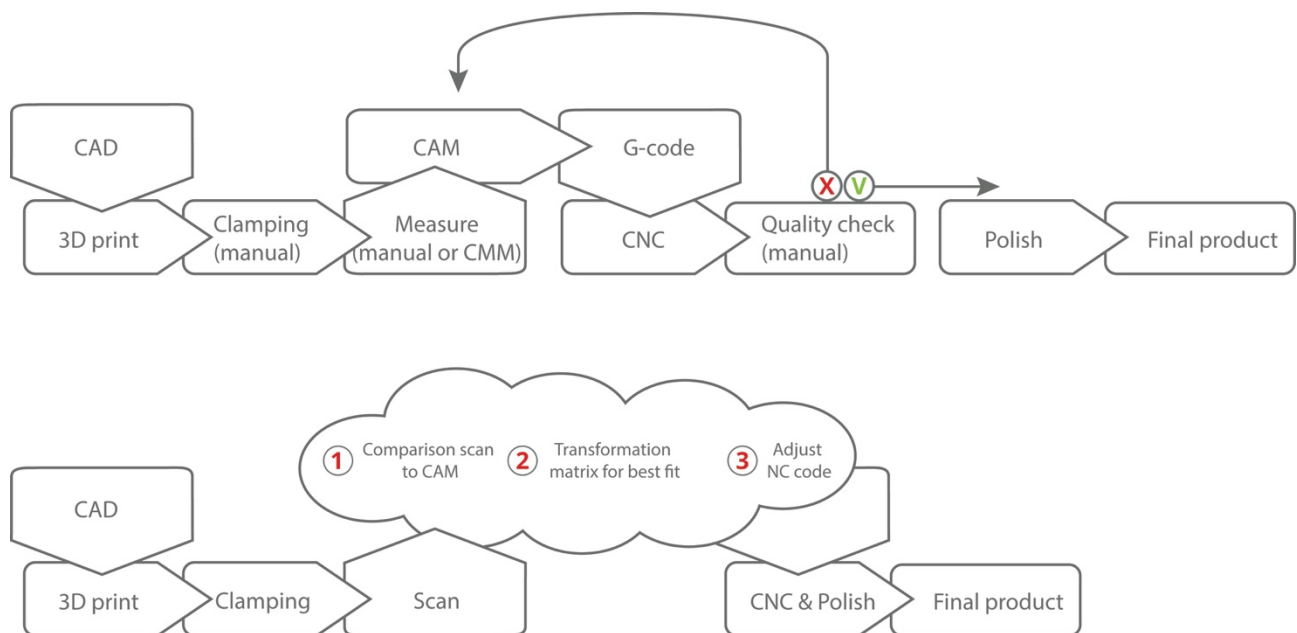 CAD
CAM
G-code
X V
3D print
Clamping
(manual)
Measure
(manual or CMM)
CNC
Quality check
(manual)
Polish
Final product
1 Comparison scan
to CAM
2 Transformation
matrix for best fit
3 Adjust
NC code
CAD
3D print
Clamping
Scan
CNC & Polish
Final product